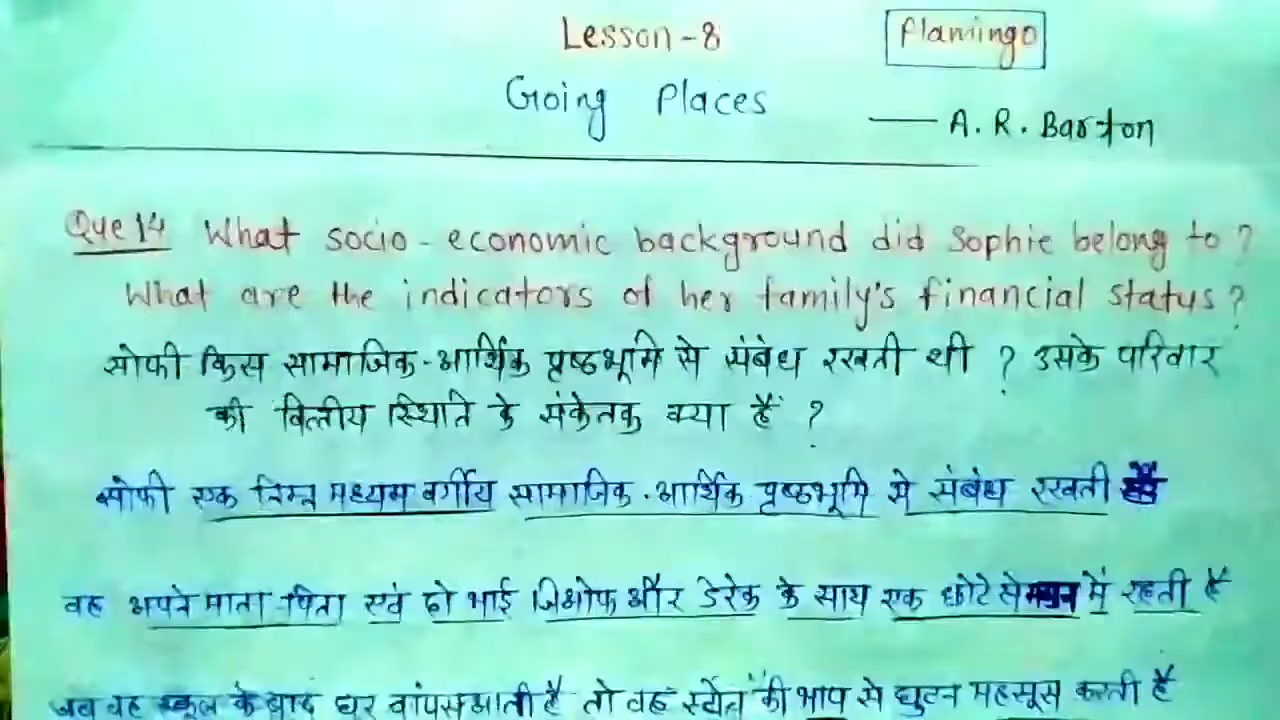 Lesson-8
Flamingo
Going Places
— A. R. Barton
Que 14 What socio-economic background did Sophie belong to?
What are the indicators of her family's financial status?
सोफी किस सामाजिक-आर्थिक पृष्ठभूमि से संबंध रखती थी ? उसके परिवार
की वित्तीय स्थिति के संकेतक क्या हैं ?
सोफी एक निम्न मध्यम वर्गीय सामाजिक-आर्थिक पृष्ठभूमि से संबंध रखती है
वह अपने माता-पिता एवं दो भाई जिओफ और डेरेक के साथ एक छोटे से मकान में रहती है
जब वह स्कूल के बाद घर वापस आती है तो वह स्टोव की भाप से घुटन महसूस करती है